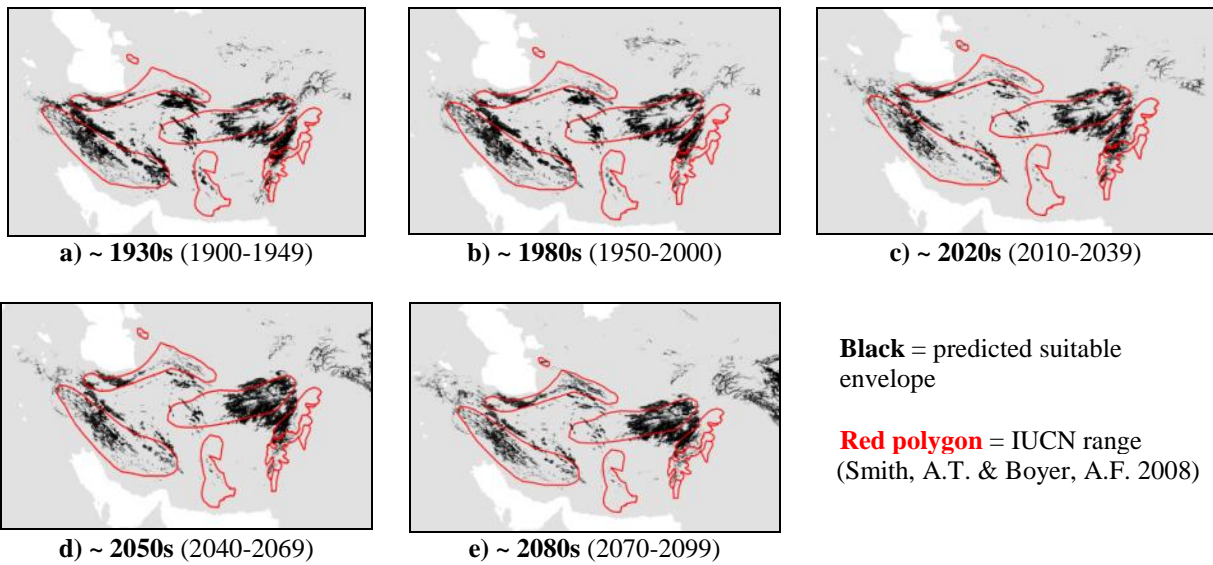 a) ~ 1930s (1900-1949)
b) ~ 1980s (1950-2000)
c) ~ 2020s (2010-2039)
d) ~ 2050s (2040-2069)
e) ~ 2080s (2070-2099)
Black = predicted suitable
envelope
Red polygon = IUCN range
(Smith, A.T. & Boyer, A.F. 2008)